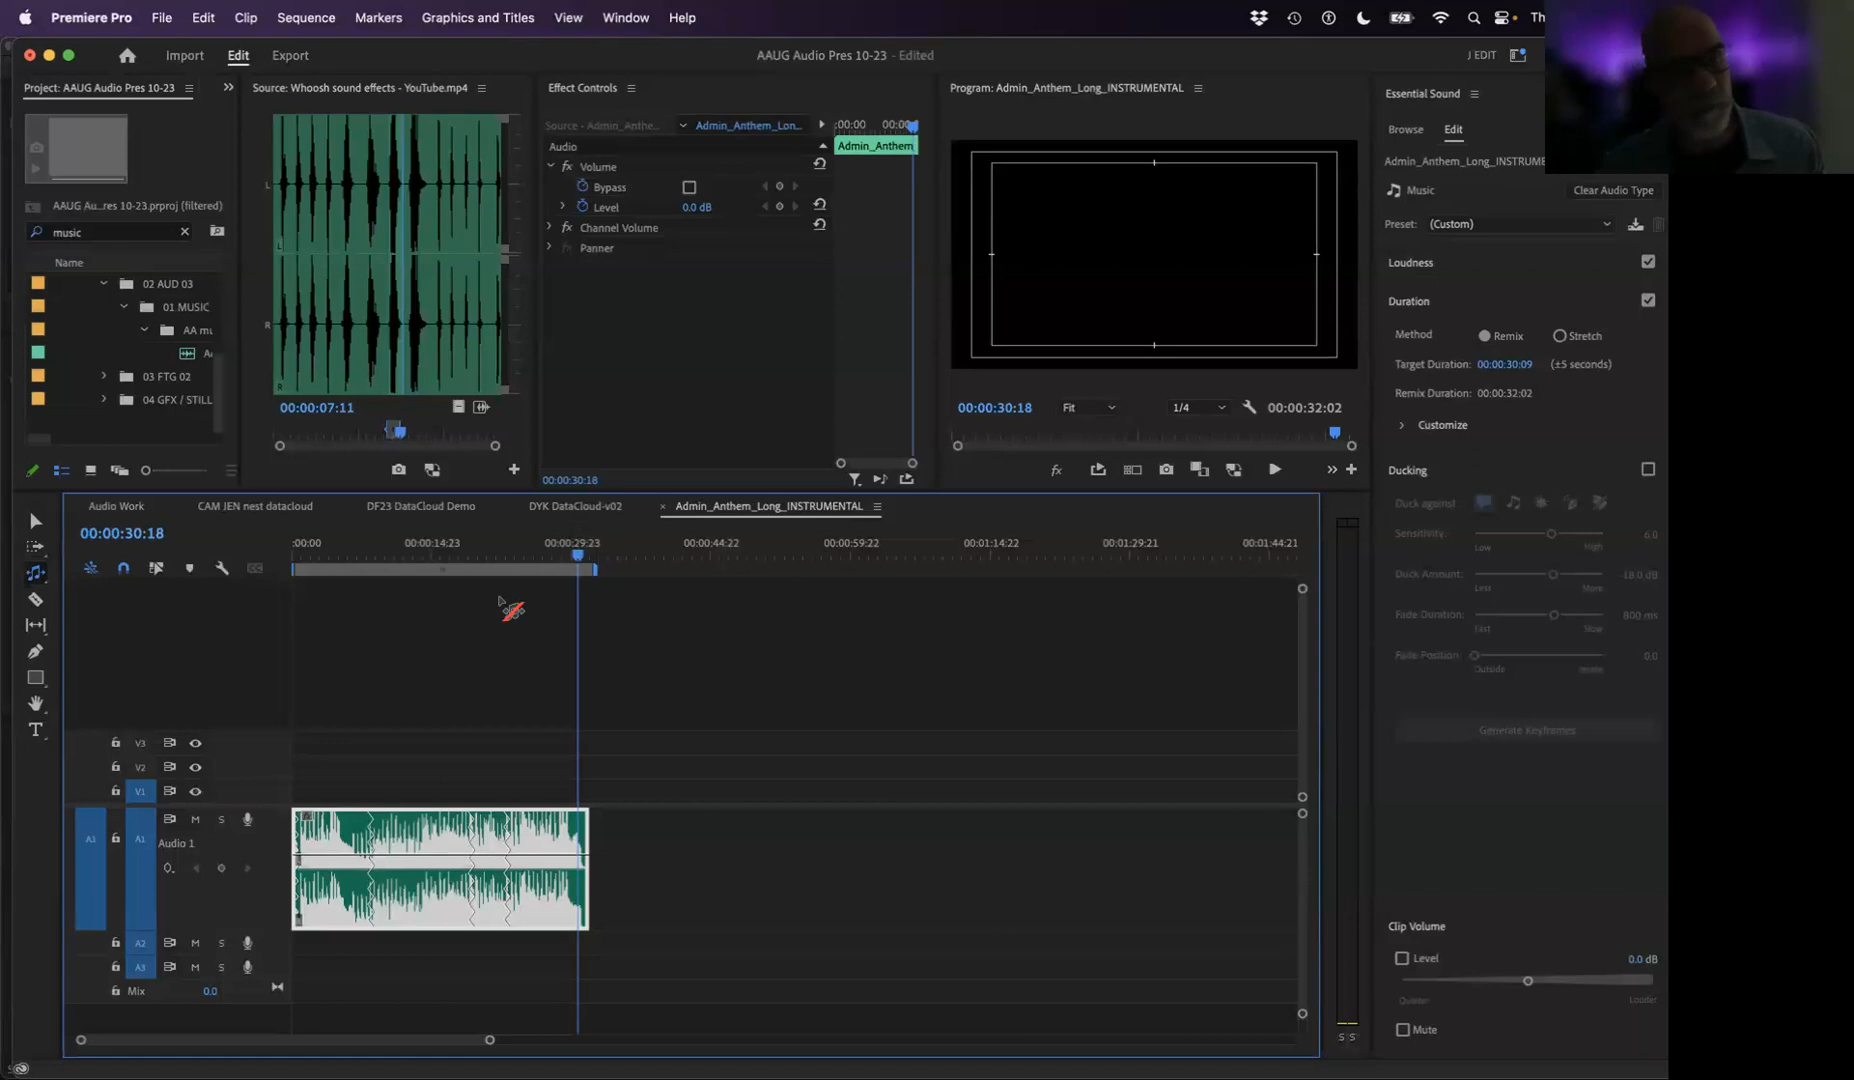 Premiere Pro File Edit Clip Sequence Markers Graphics and Titles View Window Help
Import Edit Export
AAUG Audio Pres 10-23 - Edited
J EDIT
Project: AAUG Audio Pres 10-23
AAUG Au...res 10-23.prproj (filtered)
music
Name
02 AUD 03
01 MUSIC
AA mu
03 FTG 02
04 GFX / STILL
Source: Whoosh sound effects - YouTube.mp4
L
L
R
R
00:00:07:11
Effect Controls
Source - Admin_Anthe... Admin_Anthem_Lon...
:00:00 00:00:
Audio
Admin_Anthem
fx Volume
Bypass
Level 0.0 dB
fx Channel Volume
fx Panner
00:00:30:18
Program: Admin_Anthem_Long_INSTRUMENTAL
00:00:30:18 Fit 1/4 00:00:32:02
fx
Essential Sound
Browse Edit
Admin_Anthem_Long_INSTRUME
Music Clear Audio Type
Preset: (Custom)
Loudness
Duration
Method Remix Stretch
Target Duration: 00:00:30:09 (±5 seconds)
Remix Duration: 00:00:32:02
Customize
Ducking
Duck against
Sensitivity: 6.0
Low High
Duck Amount: -18.0 dB
Less More
Fade Duration: 800 ms
Fast Slow
Fade Position: 0.0
Outside Inside
Generate Keyframes
Clip Volume
Level 0.0 dB
Quieter Louder
Mute
Audio Work CAM JEN nest datacloud DF23 DataCloud Demo DYK DataCloud-v02 × Admin_Anthem_Long_INSTRUMENTAL
00:00:30:18
:00:00 00:00:14:23 00:00:29:23 00:00:44:22 00:00:59:22 00:01:14:22 00:01:29:21 00:01:44:21
V3
V2
V1
A1 A1 M S
Audio 1
A2 M S
A3 M S
Mix 0.0
S S